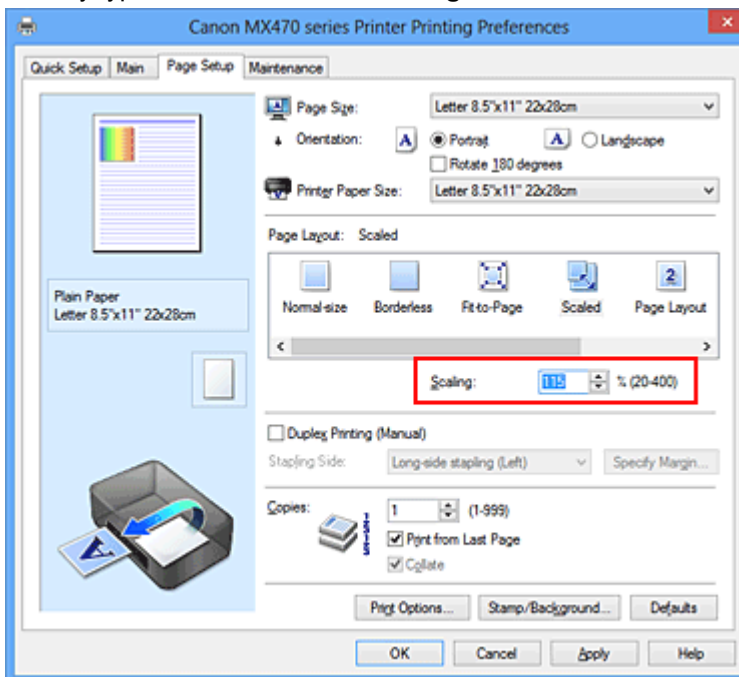 Canon MX470 series Printer Printing Preferences
Quick Setup Main Page Setup Maintenance
Page Size: Letter 8.5"x11" 22x28cm
Orientation: A Portrait A Landscape
Rotate 180 degrees
Printer Paper Size: Letter 8.5"x11" 22x28cm
Page Layout: Scaled
Normal-size Borderless Fit-to-Page Scaled Page Layout
Plain Paper
Letter 8.5"x11" 22x28cm
Scaling: 115 % (20-400)
Duplex Printing (Manual)
Stapling Side: Long-side stapling (Left) Specify Margin...
Copies: 1 (1-999)
Print from Last Page
Collate
Print Options... Stamp/Background... Defaults
OK Cancel Apply Help